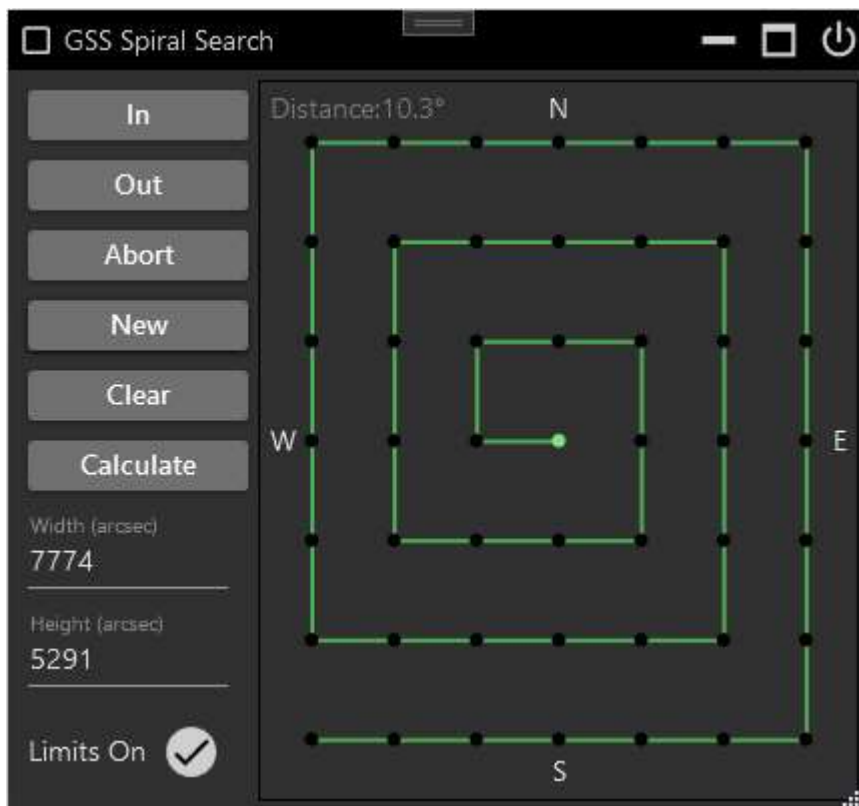 GSS Spiral Search
In
Out
Abort
New
Clear
Calculate
Width (arcsec)
7774
Height (arcsec)
5291
Limits On
Distance:10.3°
N
W
E
S